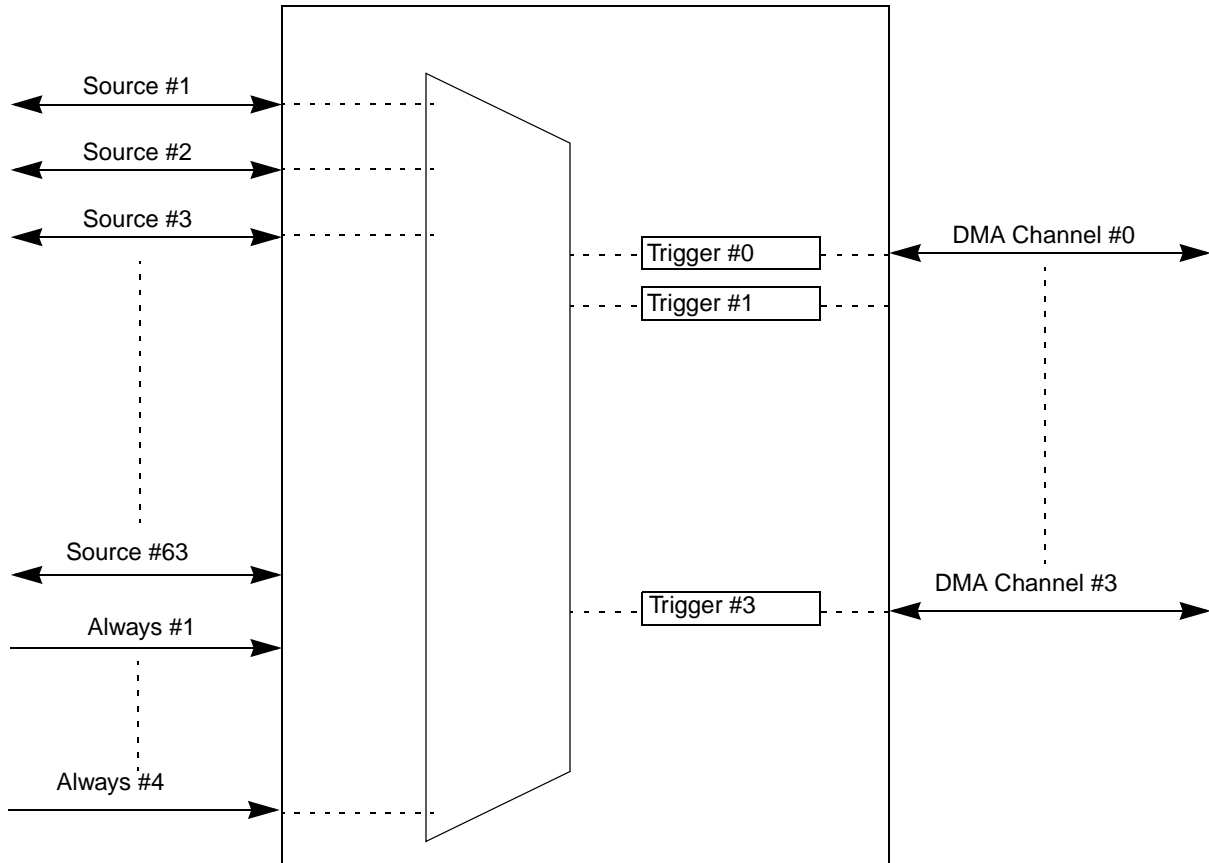 Source #1
Source #2
Source #3
Source #63
Always #1
Always #4
Trigger #0
Trigger #1
Trigger #3
DMA Channel #0
DMA Channel #3